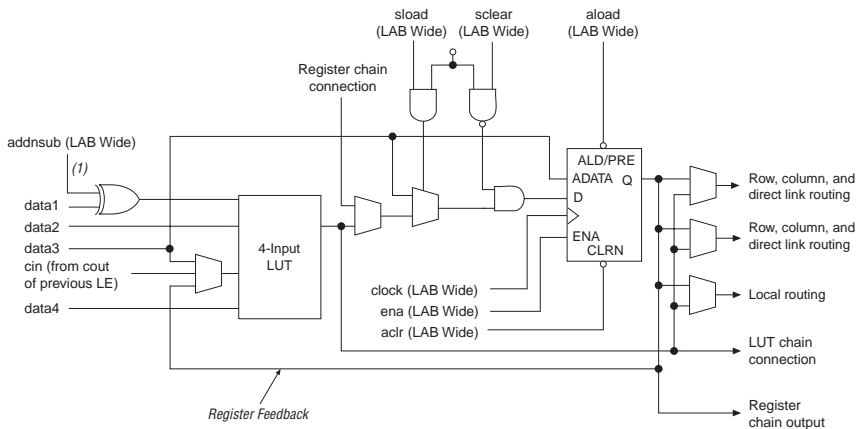 sload
(LAB Wide)
sclear
(LAB Wide)
aload
(LAB Wide)
Register chain
connection
addnsub (LAB Wide)
(1)
data1
data2
data3
cin (from cout
of previous LE)
data4
4-Input
LUT
ALD/PRE
ADATA Q
D
ENA
CLRN
clock (LAB Wide)
ena (LAB Wide)
aclr (LAB Wide)
Row, column, and
direct link routing
Row, column, and
direct link routing
Local routing
LUT chain
connection
Register
chain output
Register Feedback